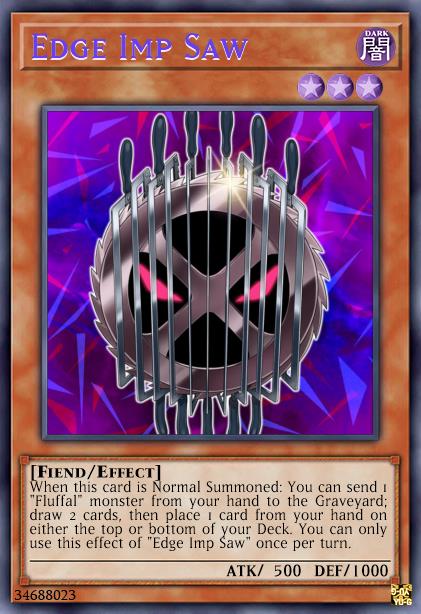 Edge Imp Saw
DARK
闇
[Fiend/Effect]
When this card is Normal Summoned: You can send 1
"Fluffal" monster from your hand to the Graveyard;
draw 2 cards, then place 1 card from your hand on
either the top or bottom of your Deck. You can only
use this effect of "Edge Imp Saw" once per turn.
ATK/ 500 DEF/1000
34688023